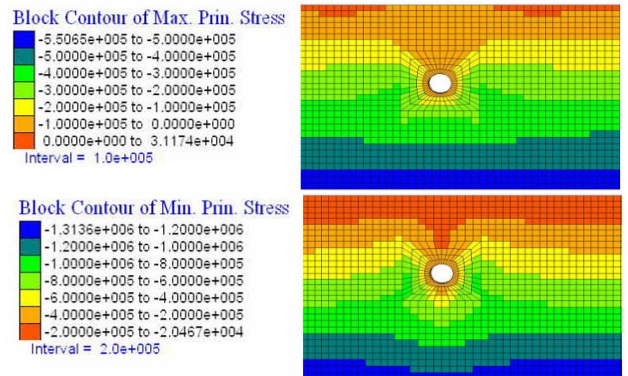 Block Contour of Max. Prin. Stress
-5.5065e+005 to -5.0000e+005
-5.0000e+005 to -4.0000e+005
-4.0000e+005 to -3.0000e+005
-3.0000e+005 to -2.0000e+005
-2.0000e+005 to -1.0000e+005
-1.0000e+005 to 0.0000e+000
0.0000e+000 to 3.1174e+004
Interval = 1.0e+005
Block Contour of Min. Prin. Stress
-1.3136e+006 to -1.2000e+006
-1.2000e+006 to -1.0000e+006
-1.0000e+006 to -8.0000e+005
-8.0000e+005 to -6.0000e+005
-6.0000e+005 to -4.0000e+005
-4.0000e+005 to -2.0000e+005
-2.0000e+005 to -2.0467e+004
Interval = 2.0e+005